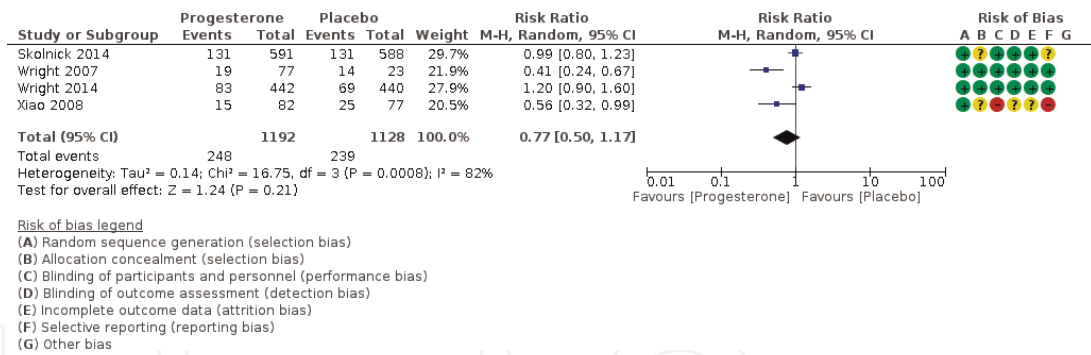 Progesterone Placebo Risk Ratio Risk Ratio Risk of Bias
Study or Subgroup Events Total Events Total Weight M-H, Random, 95% CI M-H, Random, 95% CI A B C D E F G
Skolnick 2014 131 591 131 588 29.7% 0.99 [0.80, 1.23] + ? + + + ?
Wright 2007 19 77 14 23 21.9% 0.41 [0.24, 0.67] + + + + + +
Wright 2014 83 442 69 440 27.9% 1.20 [0.90, 1.60] + + + + + +
Xiao 2008 15 82 25 77 20.5% 0.56 [0.32, 0.99] + ? - ? ? -
Total (95% CI) 1192 1128 100.0% 0.77 [0.50, 1.17]
Total events 248 239
Heterogeneity: Tau² = 0.14; Chi² = 16.75, df = 3 (P = 0.0008); I² = 82%
Test for overall effect: Z = 1.24 (P = 0.21)
0.01 0.1 1 10 100
Favours [Progesterone] Favours [Placebo]
Risk of bias legend
(A) Random sequence generation (selection bias)
(B) Allocation concealment (selection bias)
(C) Blinding of participants and personnel (performance bias)
(D) Blinding of outcome assessment (detection bias)
(E) Incomplete outcome data (attrition bias)
(F) Selective reporting (reporting bias)
(G) Other bias